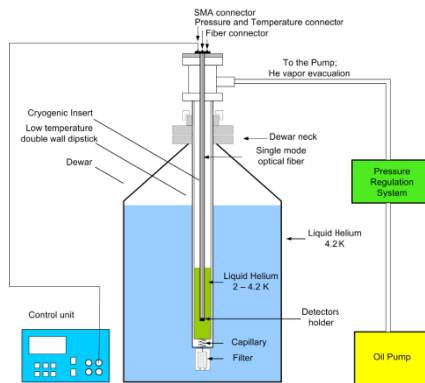 SMA connector
Pressure and Temperature connector
Fiber connector
To the Pump;
He vapor evacuation
Cryogenic Insert
Low temperature
double wall dipstick
Dewar
Dewar neck
Single mode
optical fiber
Pressure
Regulation
System
Liquid Helium
4.2 K
Liquid Helium
2 – 4.2K
Control unit
Detectors
holder
Capillary
Filter
Oil Pump